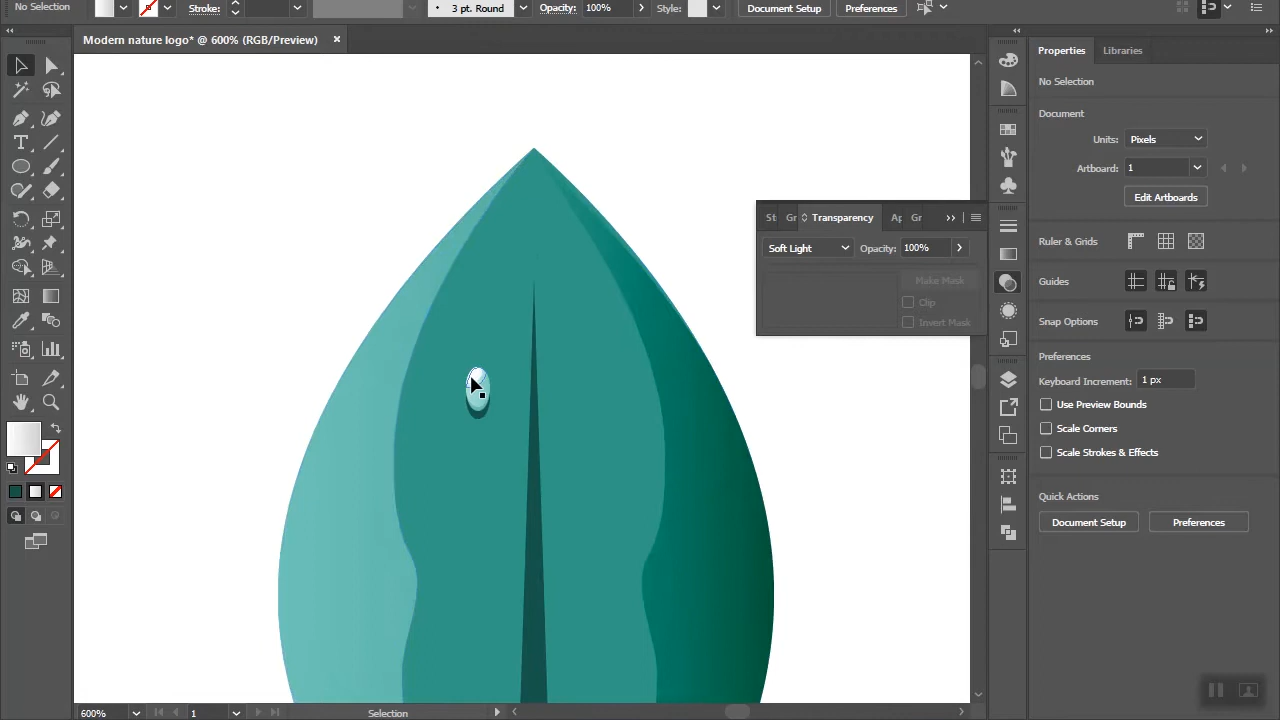 No Selection
Stroke:
3 pt. Round
Opacity: 100%
Style:
Document Setup
Preferences
Modern nature logo* @ 600% (RGB/Preview) ×
Properties
Libraries
No Selection
Document
Units: Pixels
Artboard: 1
Edit Artboards
Ruler & Grids
Guides
Snap Options
Preferences
Keyboard Increment: 1 px
Use Preview Bounds
Scale Corners
Scale Strokes & Effects
Quick Actions
Document Setup
Preferences
St Gr Transparency Ap Gr
Soft Light Opacity: 100%
Make Mask
Clip
Invert Mask
600%
1
Selection